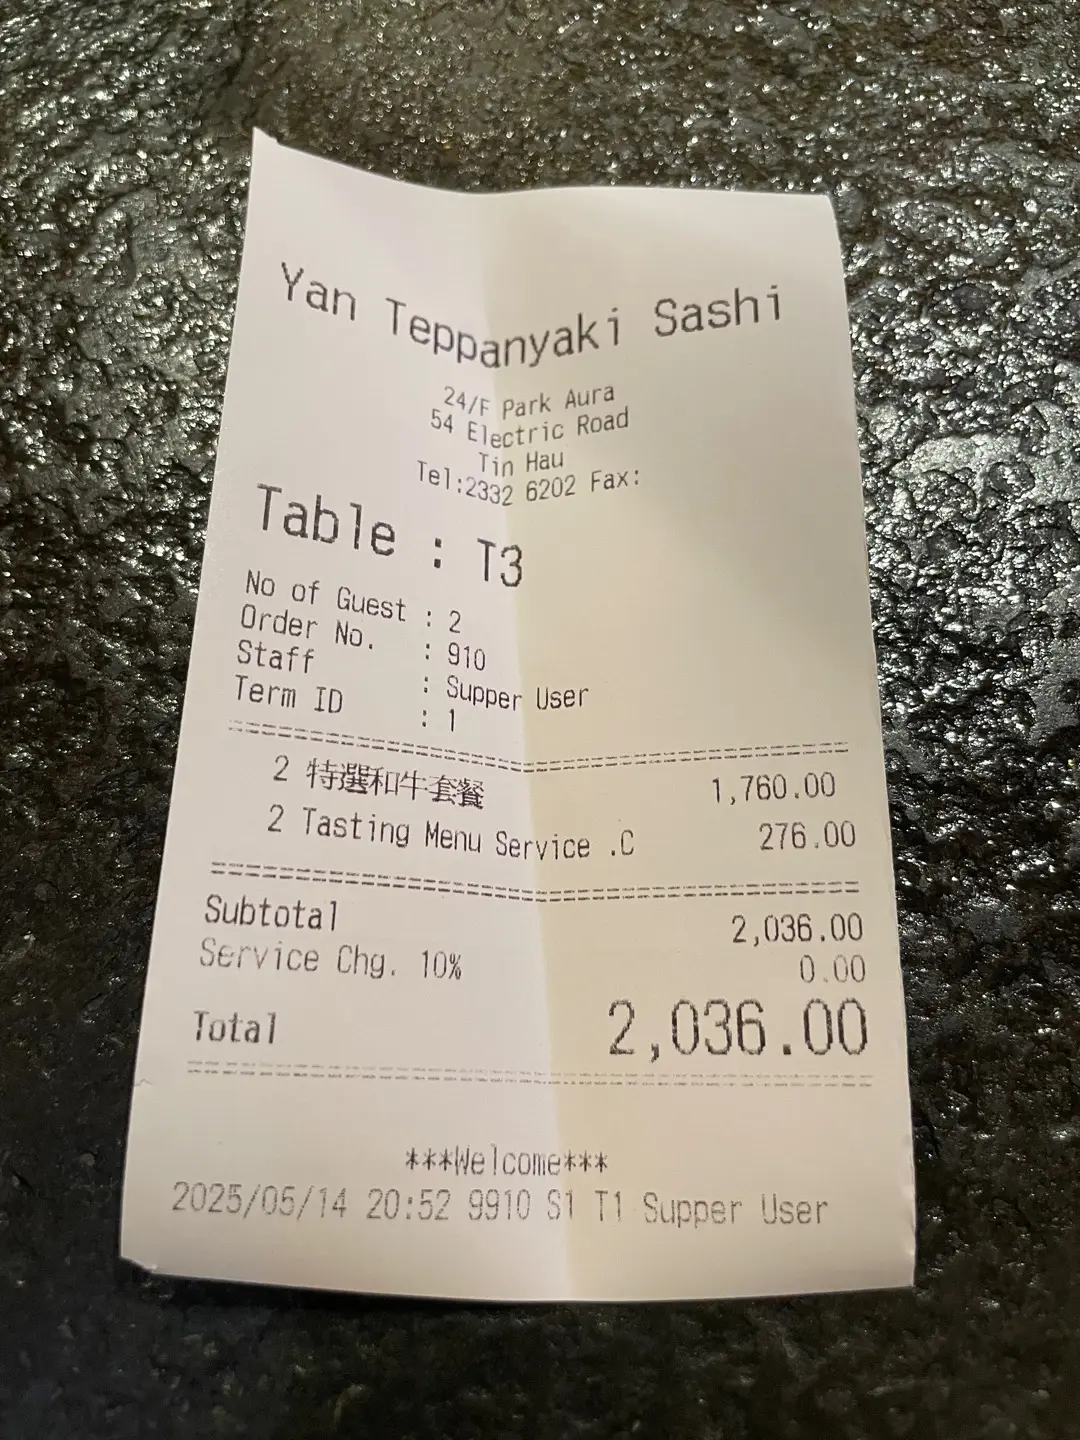 Yan Teppanyaki Sashi
24/F Park Aura
54 Electric Road
Tin Hau
Tel:2332 6202 Fax:
Table : T3
No of Guest : 2
Order No. : 910
Staff : Supper User
Term ID : 1
2 特選和牛套餐 1,760.00
2 Tasting Menu Service .C 276.00
Subtotal 2,036.00
Service Chg. 10% 0.00
Total 2,036.00
***Welcome***
2025/05/14 20:52 9910 S1 T1 Supper User